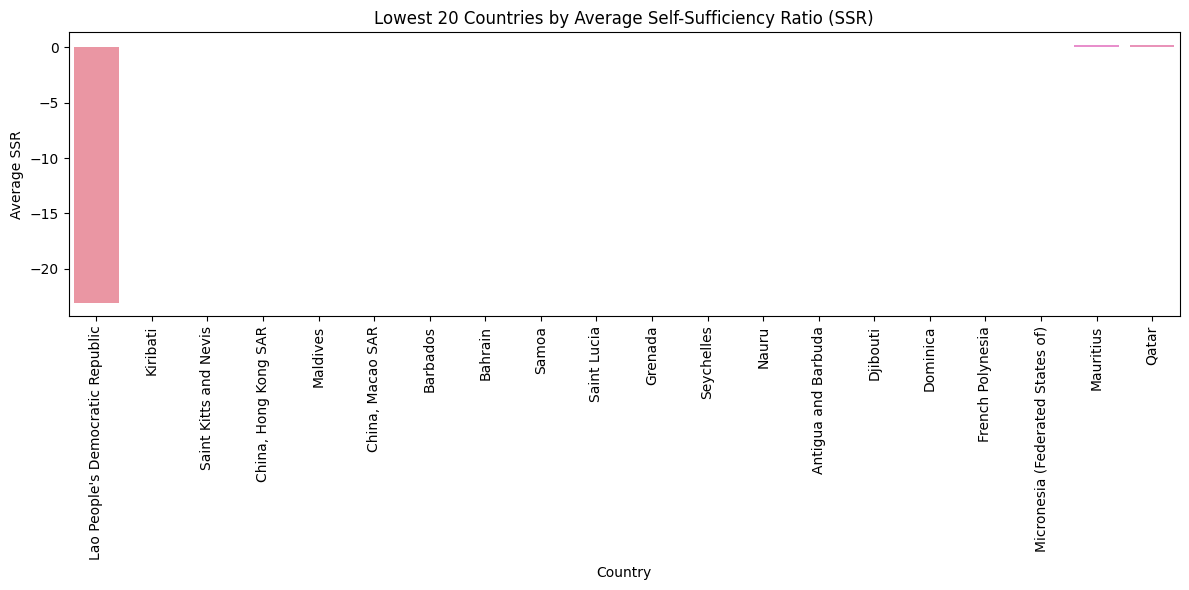 Lowest 20 Countries by Average Self-Sufficiency Ratio (SSR)
Average SSR
0
−5
−10
−15
−20
Lao People's Democratic Republic
Kiribati
Saint Kitts and Nevis
China, Hong Kong SAR
Maldives
China, Macao SAR
Barbados
Bahrain
Samoa
Saint Lucia
Grenada
Seychelles
Nauru
Antigua and Barbuda
Djibouti
Dominica
French Polynesia
Micronesia (Federated States of)
Mauritius
Qatar
Country